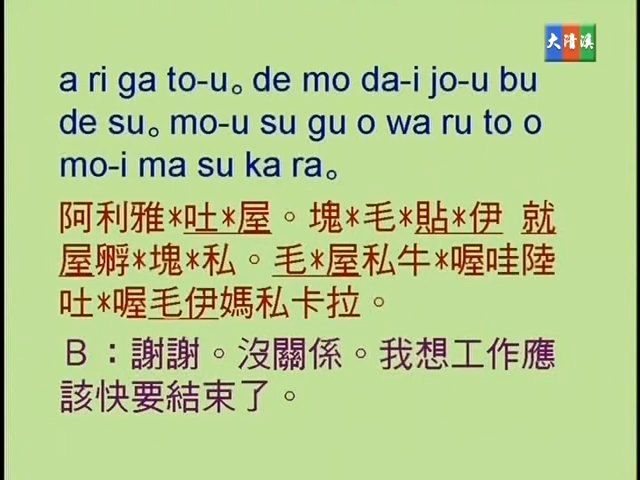 大清溪
a ri ga to-u。de mo da-i jo-u bu
de su。mo-u su gu o wa ru to o
mo-i ma su ka ra。
阿利雅*吐*屋。塊*毛*貼*伊 就
屋孵*塊*私。毛*屋私牛*喔哇陸
吐*喔毛伊媽私卡拉。
B：謝謝。沒關係。我想工作應
該快要結束了。